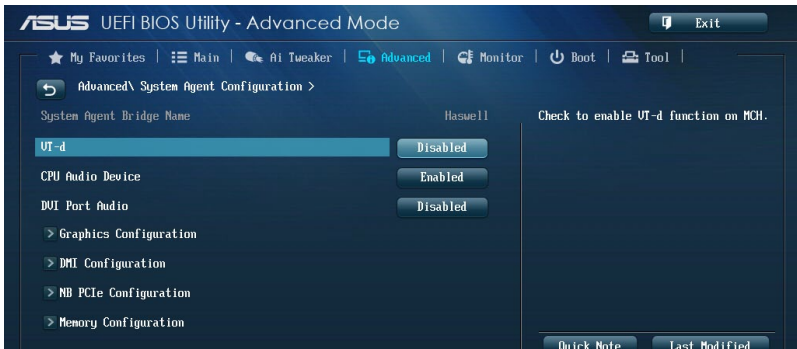 ASUS UEFI BIOS Utility - Advanced Mode
Exit
My Favorites | Main | Ai Tweaker | Advanced | Monitor | Boot | Tool |
Advanced\ System Agent Configuration >
System Agent Bridge Name Haswell
Check to enable VT-d function on MCH.
VT-d Disabled
CPU Audio Device Enabled
DVI Port Audio Disabled
> Graphics Configuration
> DMI Configuration
> NB PCIe Configuration
> Memory Configuration
Quick Note Last Modified